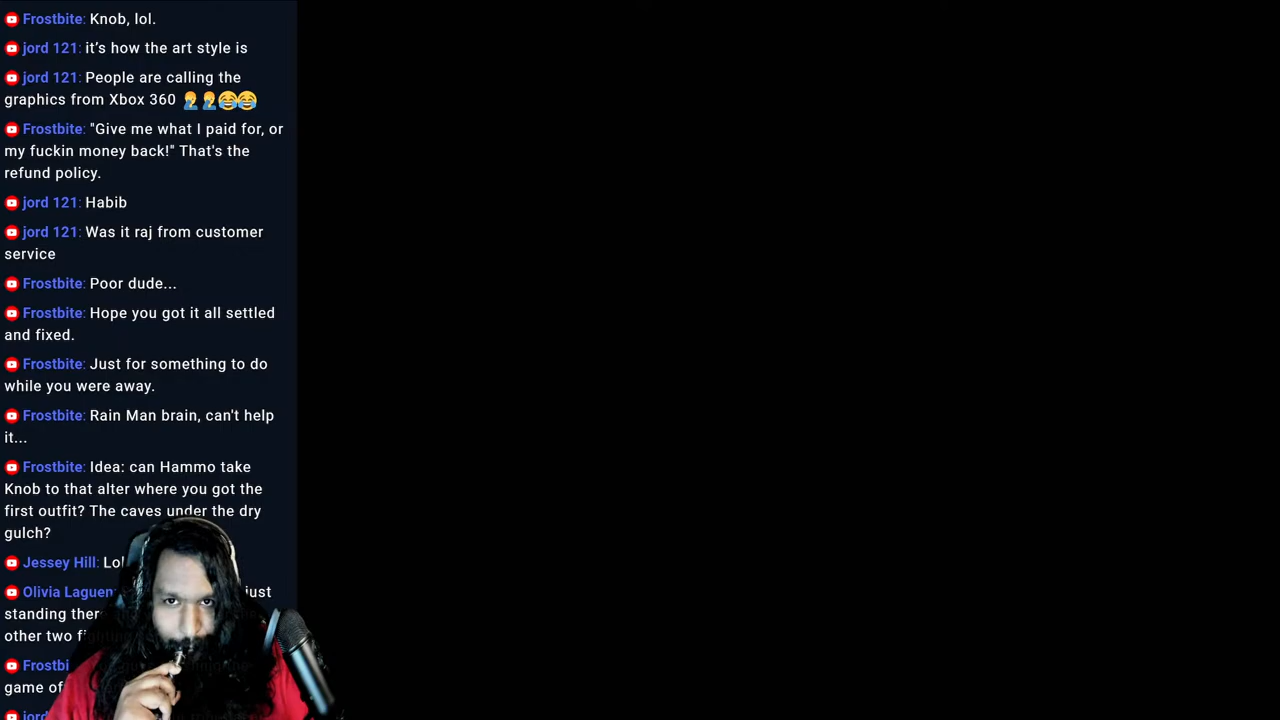 Frostbite: Knob, lol.
jord 121: it’s how the art style is
jord 121: People are calling the
graphics from Xbox 360 🤦‍♂️🤦‍♂️😂😂
Frostbite: "Give me what I paid for, or
my fuckin money back!" That's the
refund policy.
jord 121: Habib
jord 121: Was it raj from customer
service
Frostbite: Poor dude...
Frostbite: Hope you got it all settled
and fixed.
Frostbite: Just for something to do
while you were away.
Frostbite: Rain Man brain, can't help
it...
Frostbite: Idea: can Hammo take
Knob to that alter where you got the
first outfit? The caves under the dry
gulch?
Jessey Hill: Lol
Olivia Laguen just
standing ther
other two
Frostbi
game of
jord